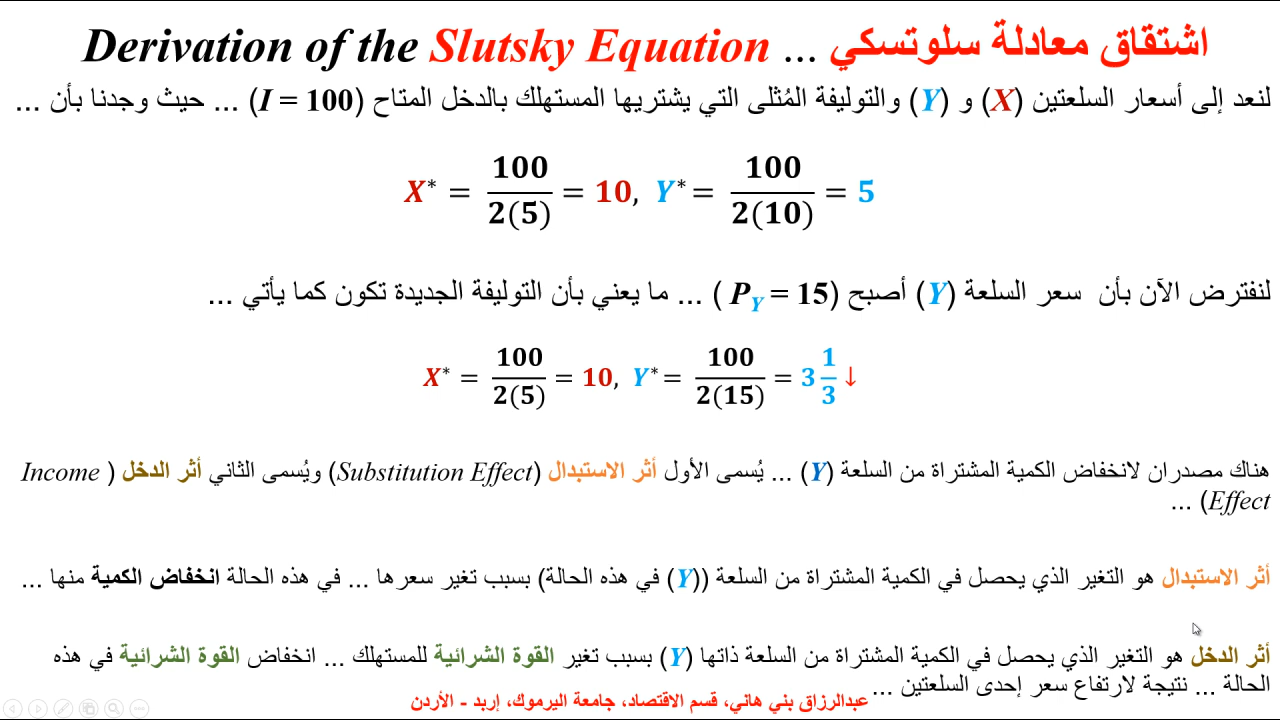 اشتقاق معادلة سلوتسكي ... Derivation of the Slutsky Equation
لنعد إلى أسعار السلعتين (X) و (Y) والتوليفة المُثلى التي يشتريها المستهلك بالدخل المتاح (I = 100) ... حيث وجدنا بأن ...
X* = 100/2(5) = 10, Y* = 100/2(10) = 5
لنفترض الآن بأن سعر السلعة (Y) أصبح (P_Y = 15) ... ما يعني بأن التوليفة الجديدة تكون كما يأتي ...
X* = 100/2(5) = 10, Y* = 100/2(15) = 3 1/3 ↓
هناك مصدران لانخفاض الكمية المشتراة من السلعة (Y) ... يُسمى الأول أثر الاستبدال (Substitution Effect) ويُسمى الثاني أثر الدخل (Income
Effect) ...
أثر الاستبدال هو التغير الذي يحصل في الكمية المشتراة من السلعة ((Y) في هذه الحالة) بسبب تغير سعرها ... في هذه الحالة انخفاض الكمية منها ...
أثر الدخل هو التغير الذي يحصل في الكمية المشتراة من السلعة ذاتها (Y) بسبب تغير القوة الشرائية للمستهلك ... انخفاض القوة الشرائية في هذه
الحالة ... نتيجة لارتفاع سعر إحدى السلعتين ...
عبدالرزاق بني هاني، قسم الاقتصاد، جامعة اليرموك، إربد - الأردن